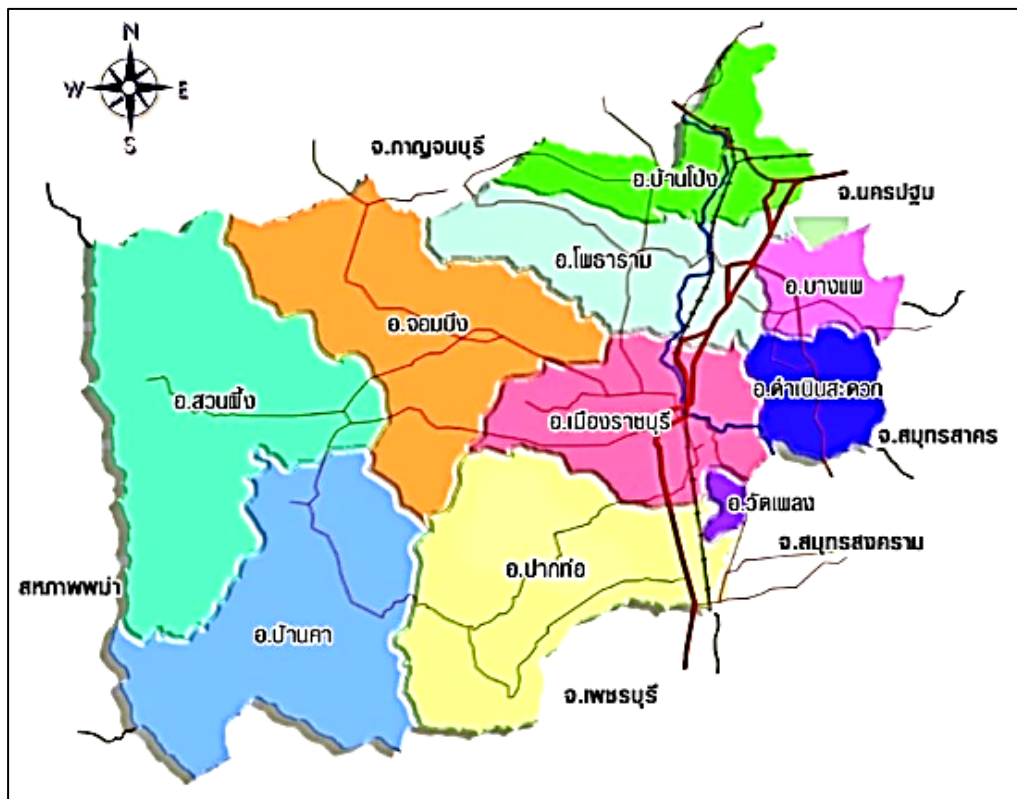 N
W E
S
จ.กาญจนบุรี
อ.บ้านโป่ง
จ.นครปฐม
อ.โพธาราม
อ.บางแพ
อ.จอมบึง
อ.สวนผึ้ง
อ.ดำเนินสะดวก
อ.เมืองราชบุรี
จ.สมุทรสาคร
อ.วัดเพลง
จ.สมุทรสงคราม
อ.ปากท่อ
สหภาพพม่า
อ.บ้านคา
จ.เพชรบุรี